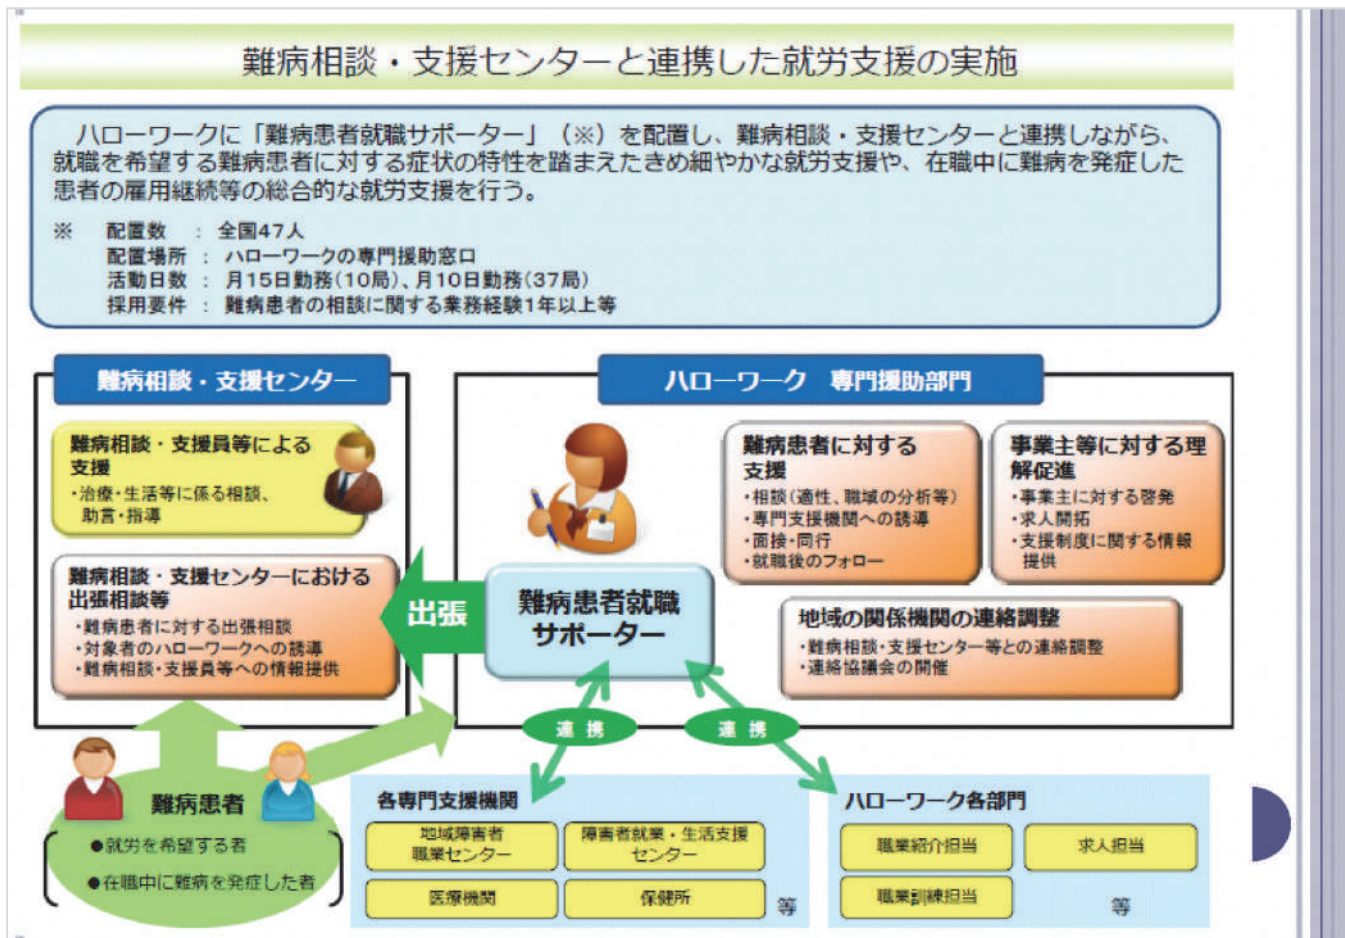 難病相談・支援センターと連携した就労支援の実施
ハローワークに「難病患者就職サポーター」（※）を配置し、難病相談・支援センターと連携しながら、
就職を希望する難病患者に対する症状の特性を踏まえたきめ細やかな就労支援や、在職中に難病を発症した
患者の雇用継続等の総合的な就労支援を行う。
※　配置数　：　全国47人
配置場所　：　ハローワークの専門援助窓口
活動日数　：　月15日勤務(10局)、月10日勤務(37局)
採用要件　：　難病患者の相談に関する業務経験1年以上等
難病相談・支援センター
難病相談・支援員等による
支援
・治療・生活等に係る相談、
助言・指導
難病相談・支援センターにおける
出張相談等
・難病患者に対する出張相談
・対象者のハローワークへの誘導
・難病相談・支援員等への情報提供
出張
ハローワーク　専門援助部門
難病患者就職
サポーター
難病患者に対する
支援
・相談(適性、職域の分析等)
・専門支援機関への誘導
・面接・同行
・就職後のフォロー
事業主等に対する理
解促進
・事業主に対する啓発
・求人開拓
・支援制度に関する情報
提供
地域の関係機関の連絡調整
・難病相談・支援センター等との連絡調整
・連絡協議会の開催
連携
連携
難病患者
●就労を希望する者
●在職中に難病を発症した者
各専門支援機関
地域障害者
職業センター
障害者就業・生活支援
センター
医療機関
保健所
等
ハローワーク各部門
職業紹介担当
求人担当
職業訓練担当
等